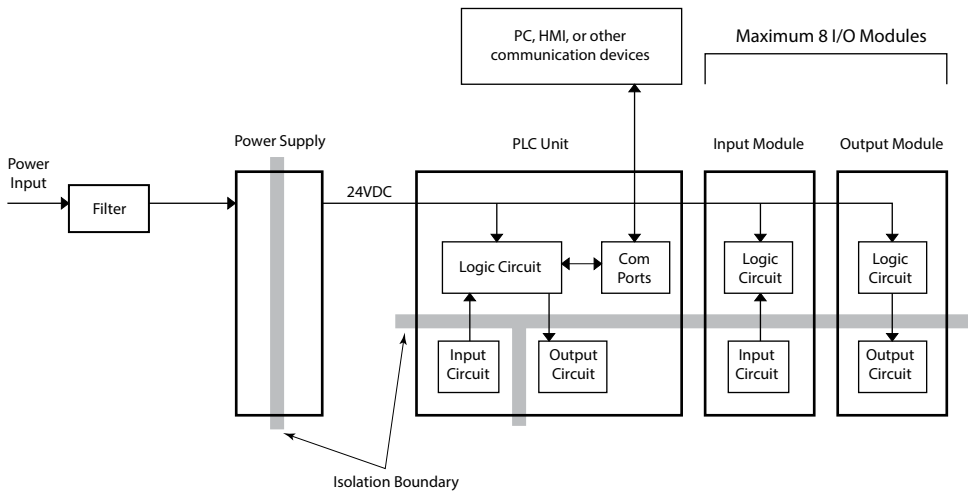 PC, HMI, or other
communication devices
Maximum 8 I/O Modules
Power Supply
PLC Unit
Input Module
Output Module
Power
Input
Filter
24VDC
Logic Circuit
Com
Ports
Logic
Circuit
Logic
Circuit
Input
Circuit
Output
Circuit
Input
Circuit
Output
Circuit
Isolation Boundary